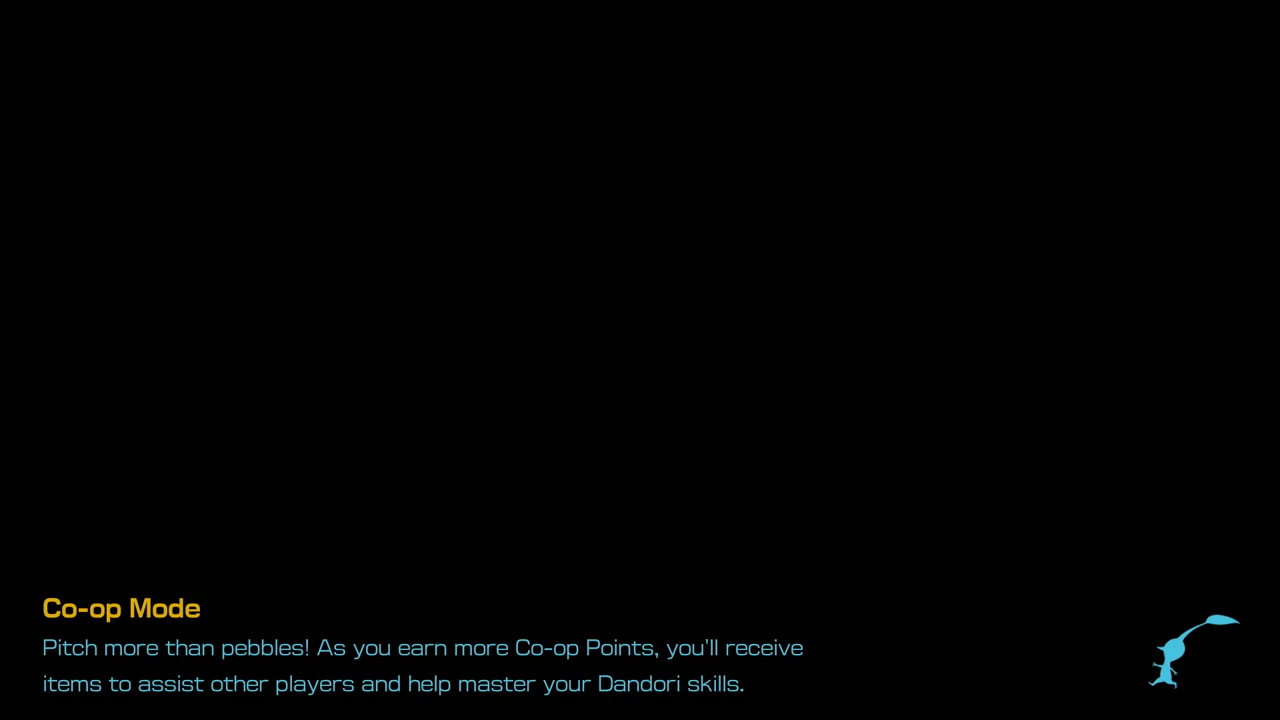 Co-op Mode
Pitch more than pebbles! As you earn more Co-op Points, you'll receive
items to assist other players and help master your Dandori skills.